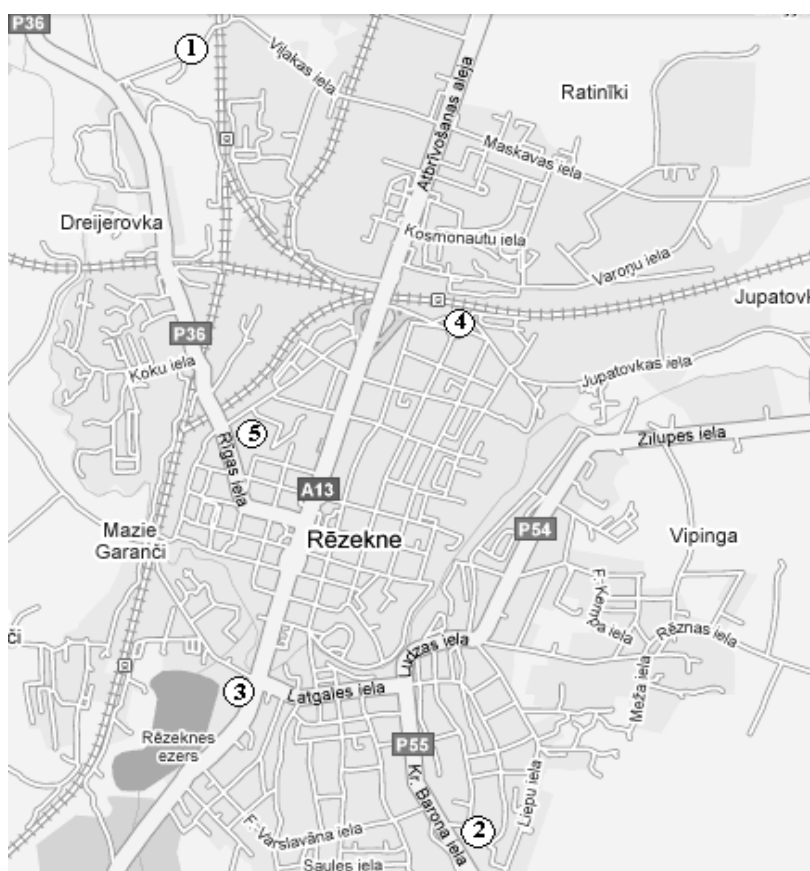 P36
1
Viļakas iela
Atbrīvošanas aleja
Ratinīki
Maskavas iela
Dreijerovka
Kosmonautu iela
Varoņu iela
Jupatovk
P36
4
Koku iela
Jupatovkas iela
5
Rīgas iela
Zilupes iela
A13
P54
Mazie
Garanči
Rēzekne
Vipinga
F. Kempa iela
Rēznas iela
či
Ludzas iela
Meža iela
3
Latgales iela
Rēzeknes
ezers
P55
Kr. Barona iela
Liepu iela
F. Varslavāna iela
2
Saules iela